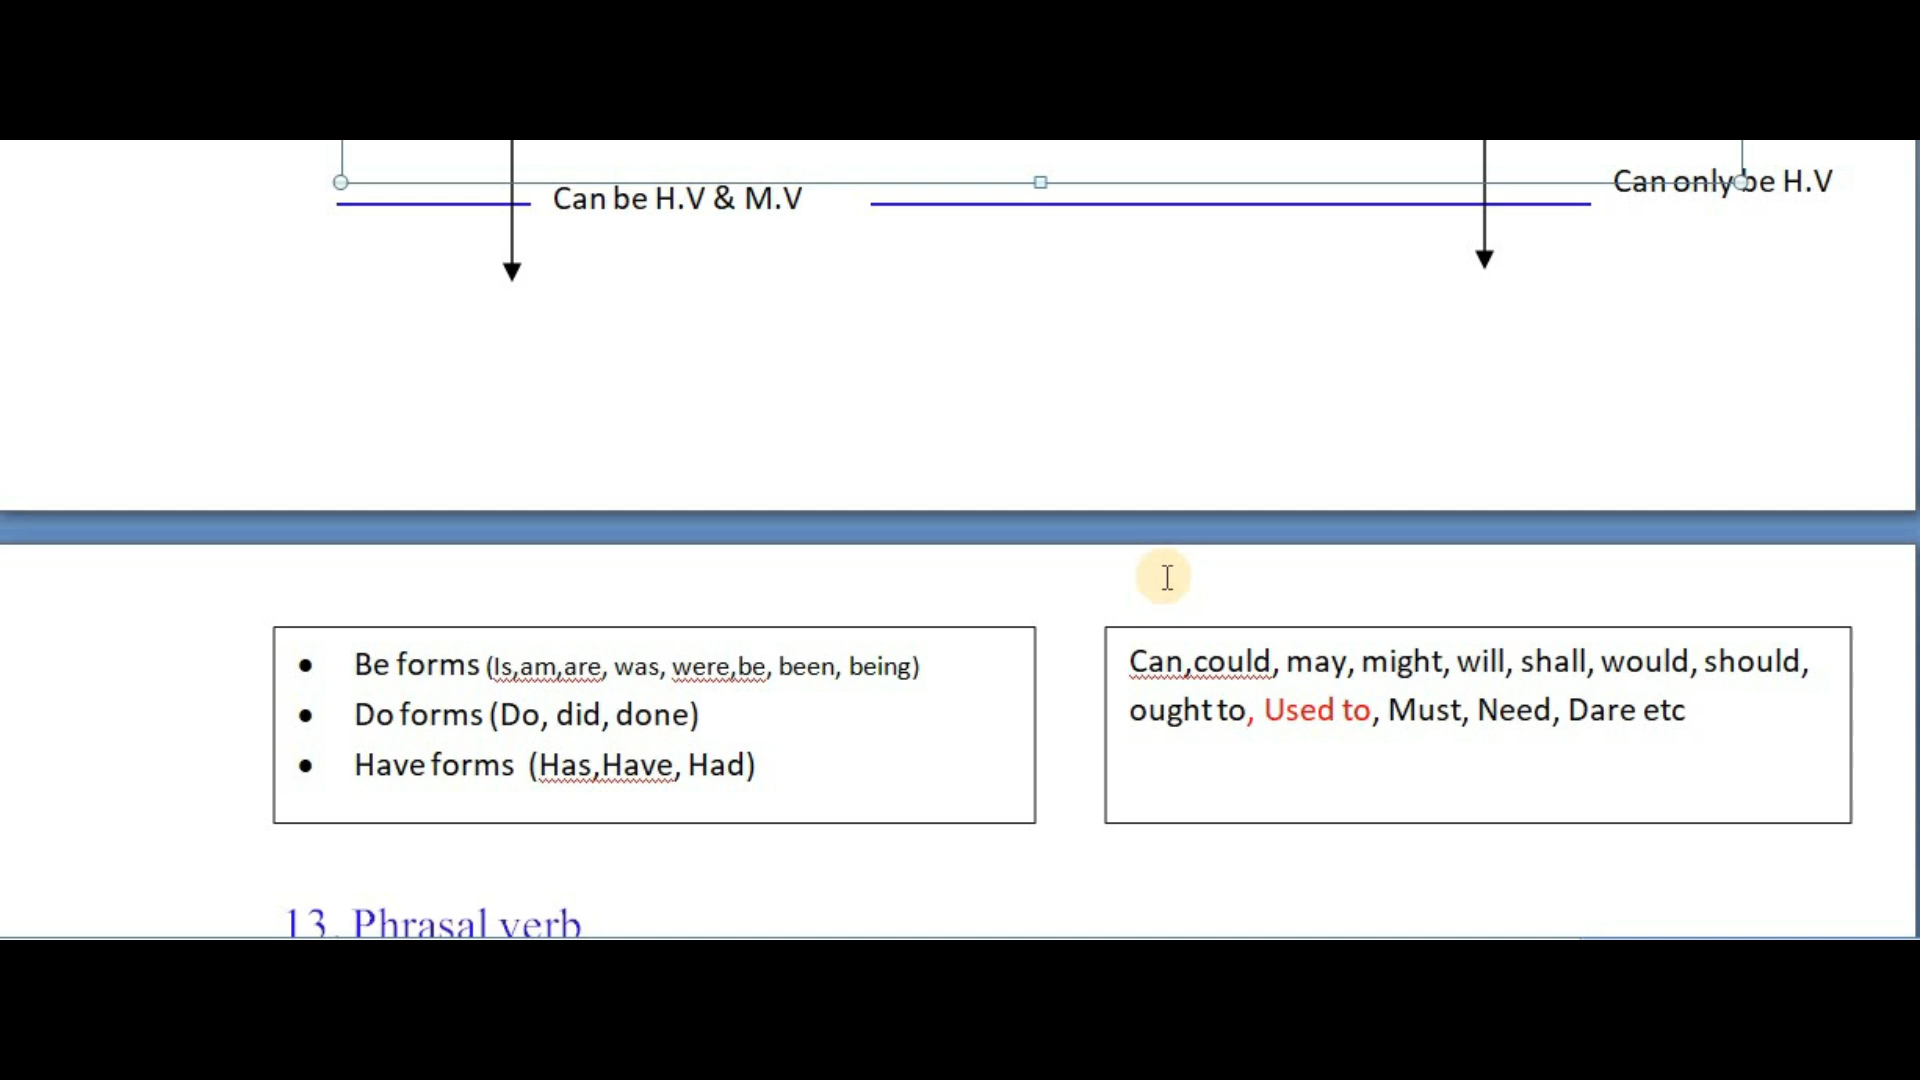 Can be H.V & M.V
Can only be H.V
• Be forms (Is,am,are, was, were,be, been, being)
• Do forms (Do, did, done)
• Have forms (Has,Have, Had)
Can,could, may, might, will, shall, would, should,
ought to, Used to, Must, Need, Dare etc
13. Phrasal verb